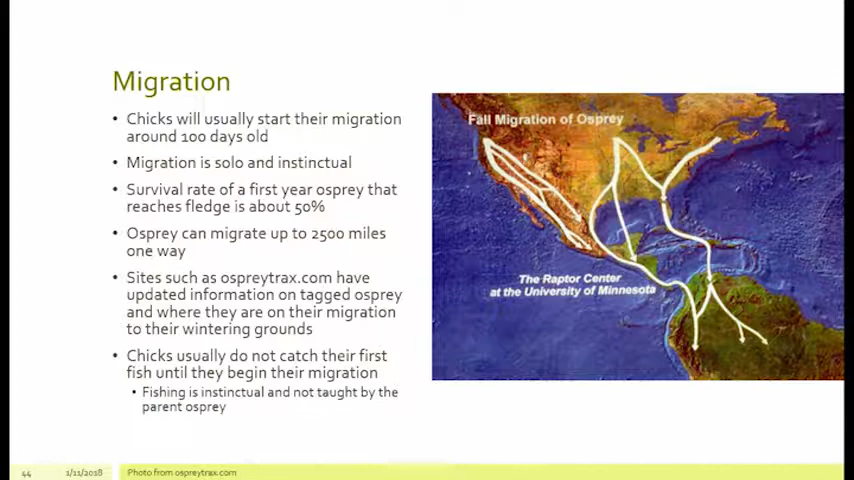 Migration
• Chicks will usually start their migration
around 100 days old
• Migration is solo and instinctual
• Survival rate of a first year osprey that
reaches fledge is about 50%
• Osprey can migrate up to 2500 miles
one way
• Sites such as ospreytrax.com have
updated information on tagged osprey
and where they are on their migration
to their wintering grounds
• Chicks usually do not catch their first
fish until they begin their migration
• Fishing is instinctual and not taught by the
parent osprey
Fall Migration of Osprey
The Raptor Center
at the University of Minnesota
44 1/11/2018 Photo from ospreytrax.com